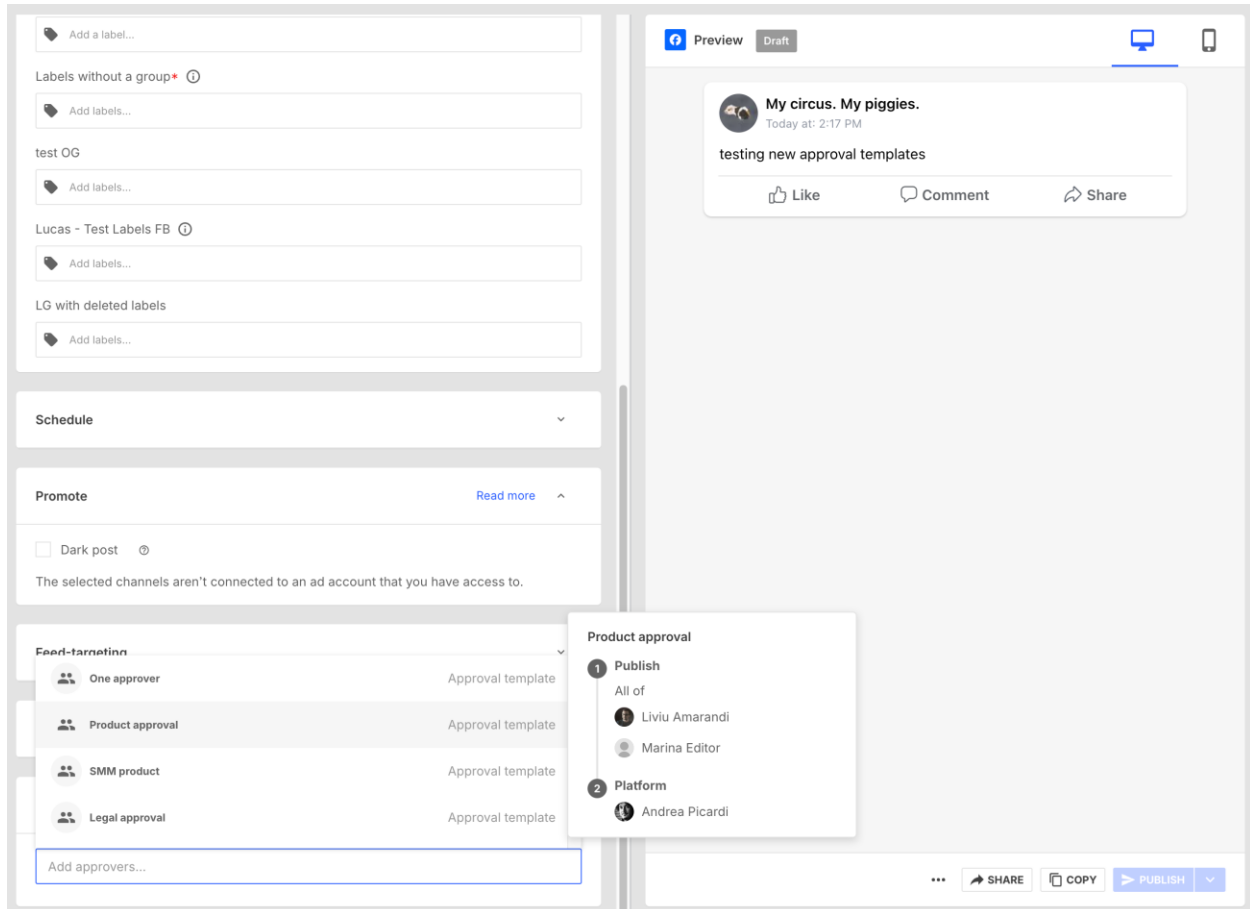 Add a label...
Labels without a group*
Add labels...
test OG
Add labels...
Lucas - Test Labels FB
Add labels...
LG with deleted labels
Add labels...
Schedule
Promote Read more
Dark post
The selected channels aren't connected to an ad account that you have access to.
Feed-targeting
One approver Approval template
Product approval Approval template
SMM product Approval template
Legal approval Approval template
Add approvers...
Product approval
1 Publish
All of
Liviu Amarandi
Marina Editor
2 Platform
Andrea Picardi
Preview Draft
My circus. My piggies.
Today at: 2:17 PM
testing new approval templates
Like Comment Share
SHARE COPY PUBLISH